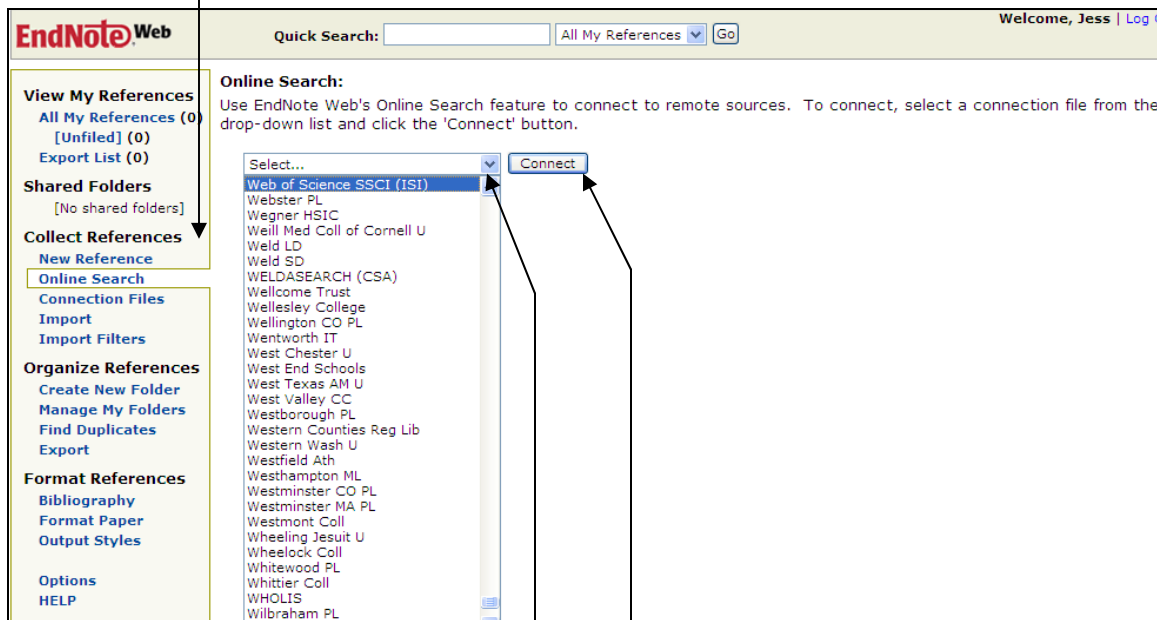 EndNote Web
Quick Search: All My References Go
Welcome, Jess | Log
View My References
All My References (0)
[Unfiled] (0)
Export List (0)
Shared Folders
[No shared folders]
Collect References
New Reference
Online Search
Connection Files
Import
Import Filters
Organize References
Create New Folder
Manage My Folders
Find Duplicates
Export
Format References
Bibliography
Format Paper
Output Styles
Options
HELP
Online Search:
Use EndNote Web's Online Search feature to connect to remote sources. To connect, select a connection file from the
drop-down list and click the 'Connect' button.
Select... Connect
Web of Science SSCI (ISI)
Webster PL
Wegner HSIC
Weill Med Coll of Cornell U
Weld LD
Weld SD
WELDASEARCH (CSA)
Wellcome Trust
Wellesley College
Wellington CO PL
Wentworth IT
West Chester U
West End Schools
West Texas AM U
West Valley CC
Westborough PL
Western Counties Reg Lib
Western Wash U
Westfield Ath
Westhampton ML
Westminster CO PL
Westminster MA PL
Westmont Coll
Wheeling Jesuit U
Wheelock Coll
Whitewood PL
Whittier Coll
WHOLIS
Wilbraham PL